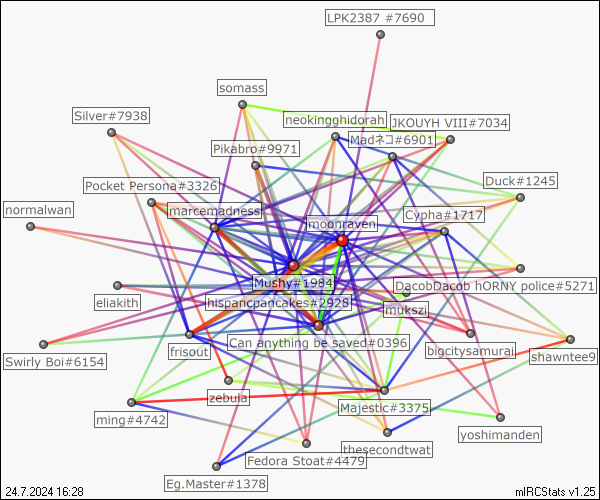 LPK2387 #7690
somass
Silver#7938
neokingghidorah
JKOUYH VIII#7034
Madネコ#6901
Pikabro#9971
Pocket Persona#3326
Duck#1245
normalwan
marcemadness
Cypha#1717
moonraven
Mushy#1984
DacobDacob hORNY police#5271
eliakith
hispanicpancakes#2928
mukszi
Can anything be saved#0396
Swirly Boi#6154
frisout
bigcitysamurai
shawntee9
zebula
Majestic#3375
ming#4742
yoshimanden
thesecondtwat
Fedora Stoat#4479
Eg.Master#1378
24.7.2024 16:28
mIRCStats v1.25